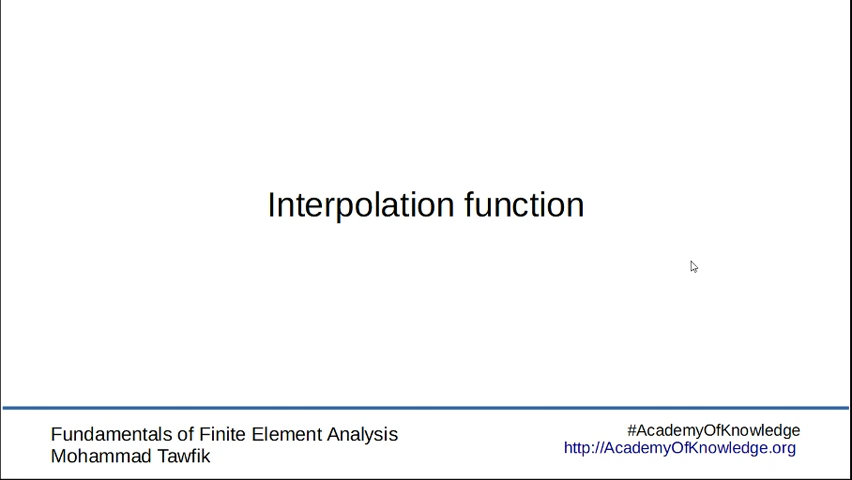 Interpolation function
Fundamentals of Finite Element Analysis
Mohammad Tawfik
#AcademyOfKnowledge
http://AcademyOfKnowledge.org